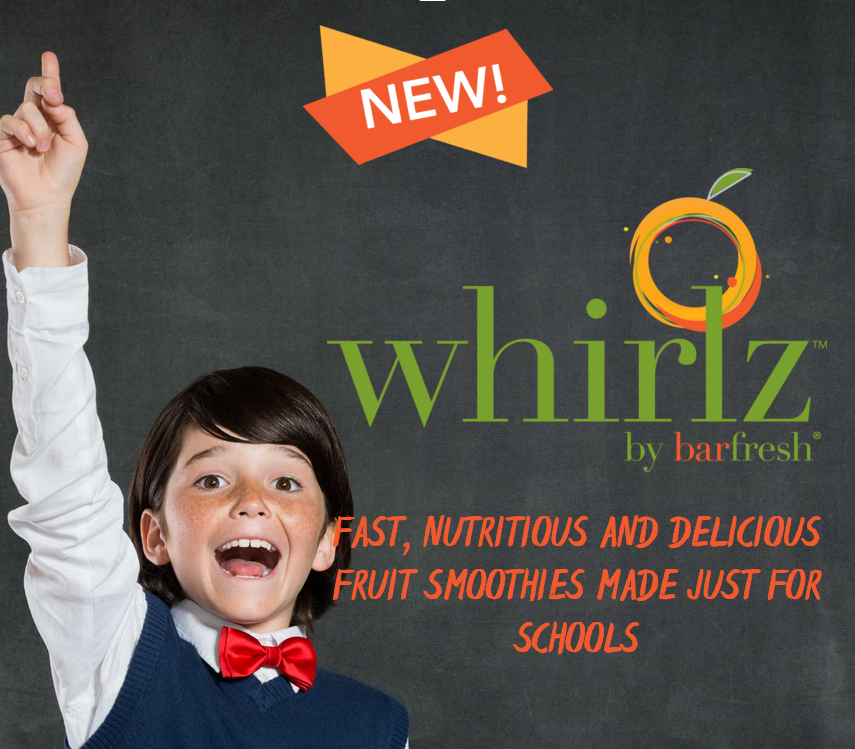 NEW!
whirlz™
by barfresh®
FAST, NUTRITIOUS AND DELICIOUS
FRUIT SMOOTHIES MADE JUST FOR
SCHOOLS